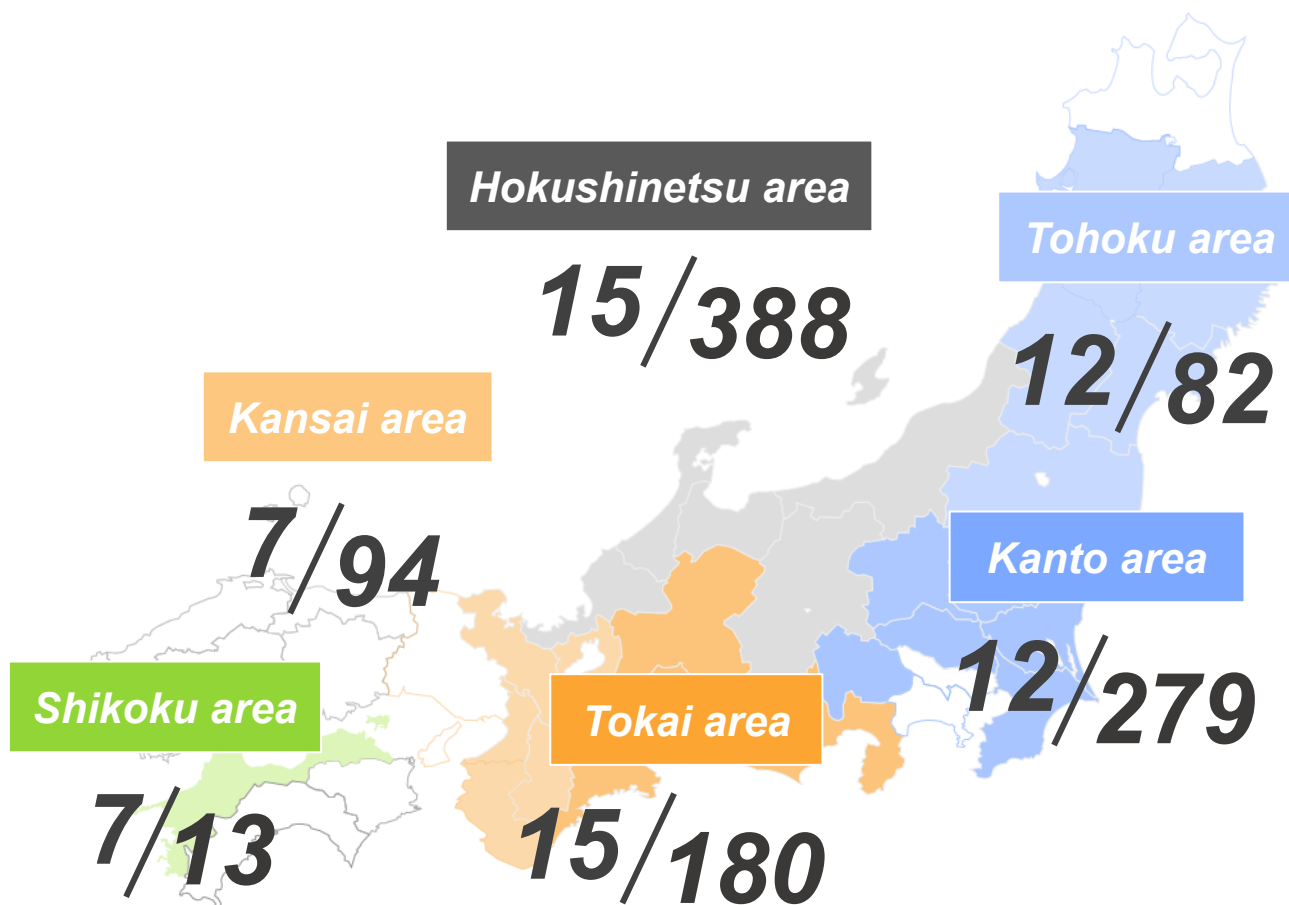 Hokushinetsu area
15/388
Tohoku area
12/82
Kansai area
7/94
Kanto area
12/279
Shikoku area
7/13
Tokai area
15/180